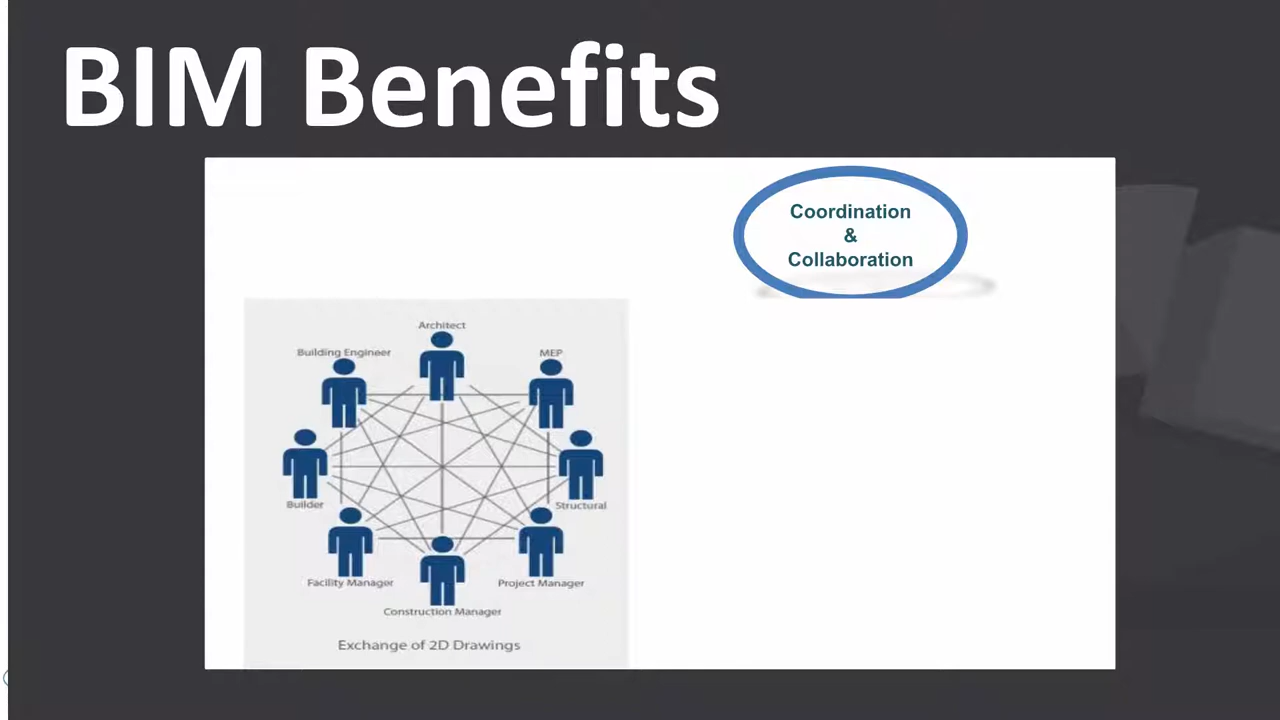 BIM Benefits
Coordination
&
Collaboration
Architect
Building Engineer
MEP
Builder
Structural
Facility Manager
Project Manager
Construction Manager
Exchange of 2D Drawings